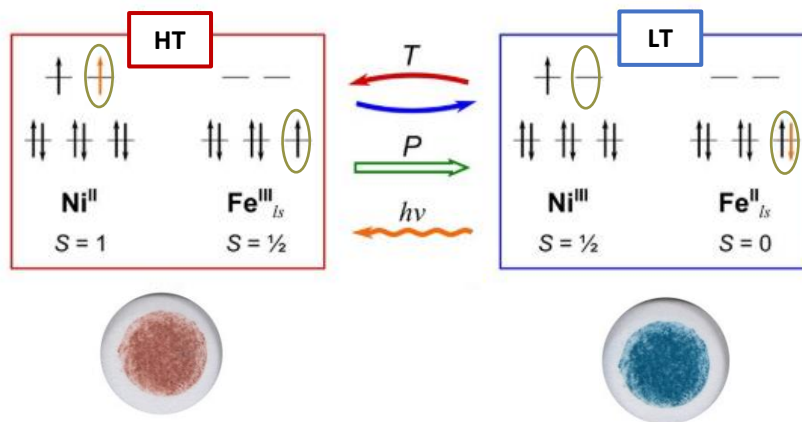 HT
LT
T
P
hν
Ni^II
Fe^III_ls
S = 1
S = ½
Ni^III
Fe^II_ls
S = ½
S = 0